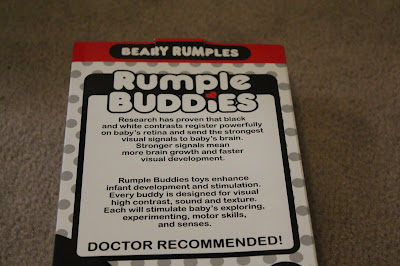 BEARY RUMPLES
Rumple
BUDDIES
Research has proven that black
and white contrasts register powerfully
on baby's retina and send the strongest
visual signals to baby's brain.
Stronger signals mean
more brain growth and faster
visual development.
Rumple Buddies toys enhance
infant development and stimulation.
Every buddy is designed for visual
high contrast, sound and texture.
Each will stimulate baby's exploring,
experimenting, motor skills,
and senses.
DOCTOR RECOMMENDED!